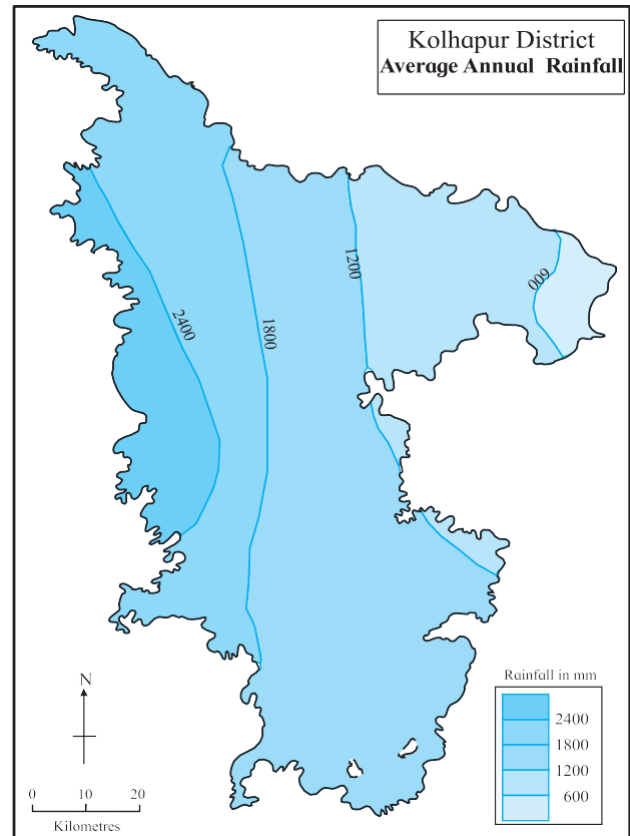 Kolhapur District
Average Annual Rainfall
2400
1800
1200
600
N
0 10 20
Kilometres
Rainfall in mm
2400
1800
1200
600